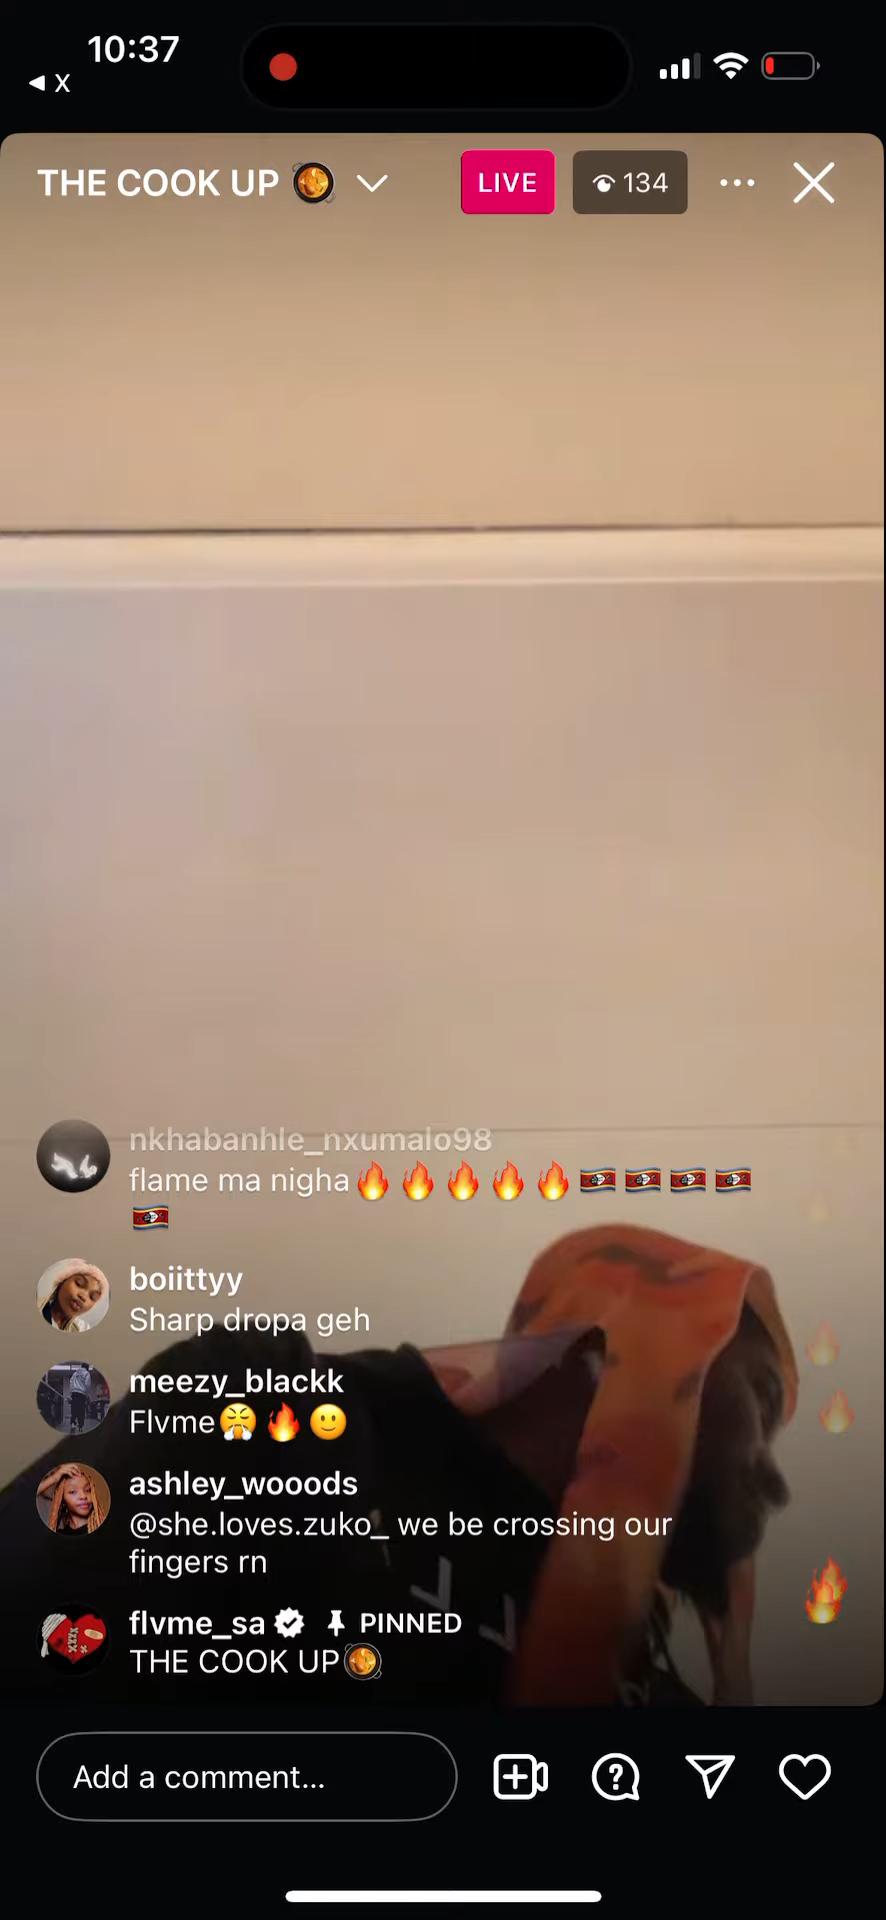 10:37
◀ X
THE COOK UP 🥘
LIVE
134
nkhabanhle_nxumalo98
flame ma nigha🔥🔥🔥🔥🔥🇸🇿🇸🇿🇸🇿🇸🇿
🇸🇿
boiittyy
Sharp dropa geh
meezy_blackk
Flvme😤🔥🙂
ashley_wooods
@she.loves.zuko_ we be crossing our
fingers rn
flvme_sa PINNED
THE COOK UP🥘
Add a comment...